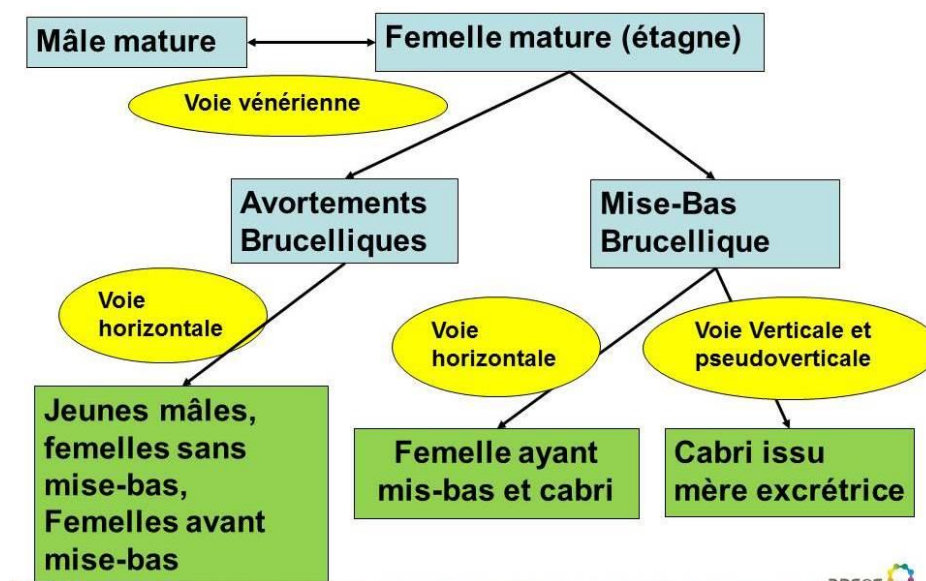 Mâle mature
Femelle mature (étagne)
Voie vénérienne
Avortements
Brucelliques
Mise-Bas
Brucellique
Voie
horizontale
Voie
horizontale
Voie Verticale et
pseudoverticale
Jeunes mâles,
femelles sans
mise-bas,
Femelles avant
mise-bas
Femelle ayant
mis-bas et cabri
Cabri issu
mère excrétrice